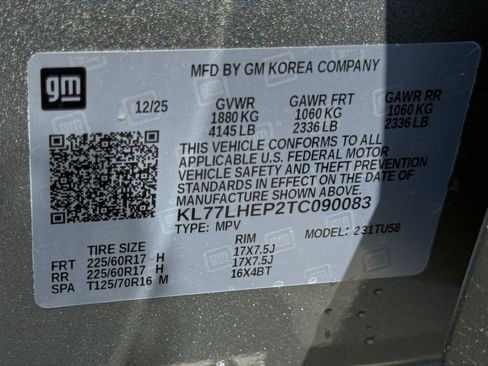 gm
MFD BY GM KOREA COMPANY
12/25 GVWR GAWR FRT GAWR RR
1880 KG 1060 KG 1060 KG
4145 LB 2336 LB 2336 LB
THIS VEHICLE CONFORMS TO ALL
APPLICABLE U.S. FEDERAL MOTOR
VEHICLE SAFETY AND THEFT PREVENTION
STANDARDS IN EFFECT ON THE DATE OF
MANUFACTURE SHOWN ABOVE.
KL77LHEP2TC090083
TYPE: MPV MODEL: 231TU58
TIRE SIZE RIM
FRT 225/60R17 H 17X7.5J
RR 225/60R17 H 17X7.5J
SPA T125/70R16 M 16X4BT